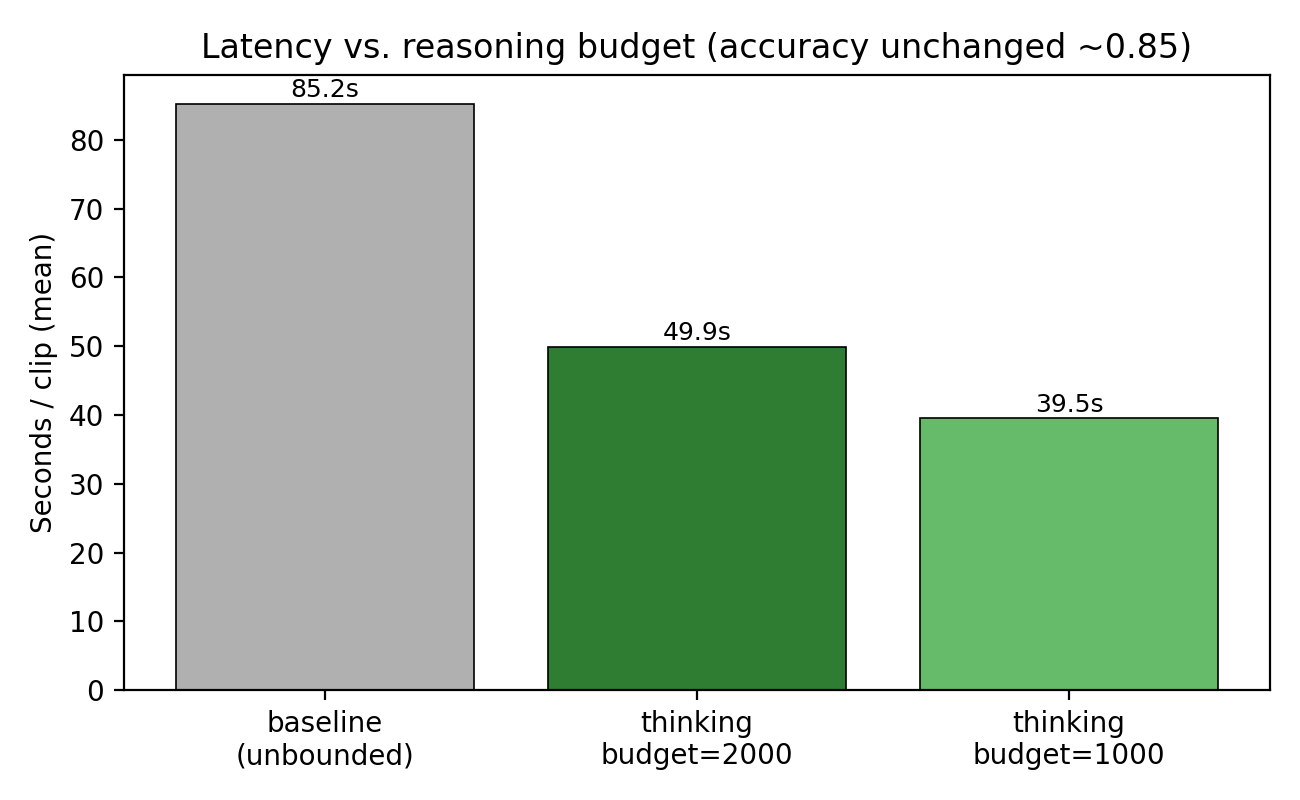 Latency vs. reasoning budget (accuracy unchanged ~0.85)
Seconds / clip (mean)
80
70
60
50
40
30
20
10
0
85.2s
49.9s
39.5s
baseline
(unbounded)
thinking
budget=2000
thinking
budget=1000